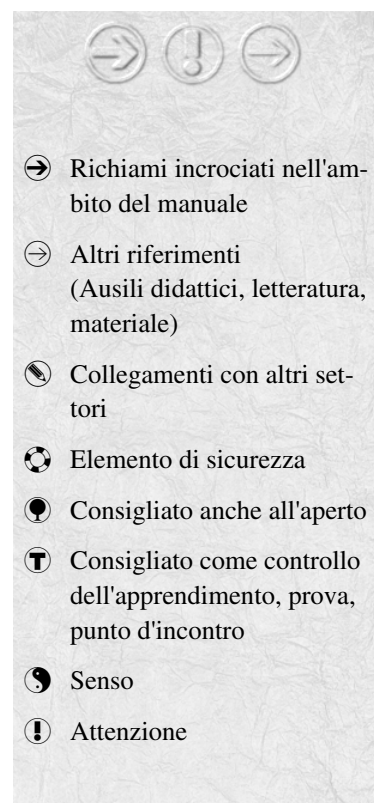 Richiami incrociati nell'am-
bito del manuale
Altri riferimenti
(Ausili didattici, letteratura,
materiale)
Collegamenti con altri set-
tori
Elemento di sicurezza
Consigliato anche all'aperto
T Consigliato come controllo
dell'apprendimento, prova,
punto d'incontro
Senso
! Attenzione